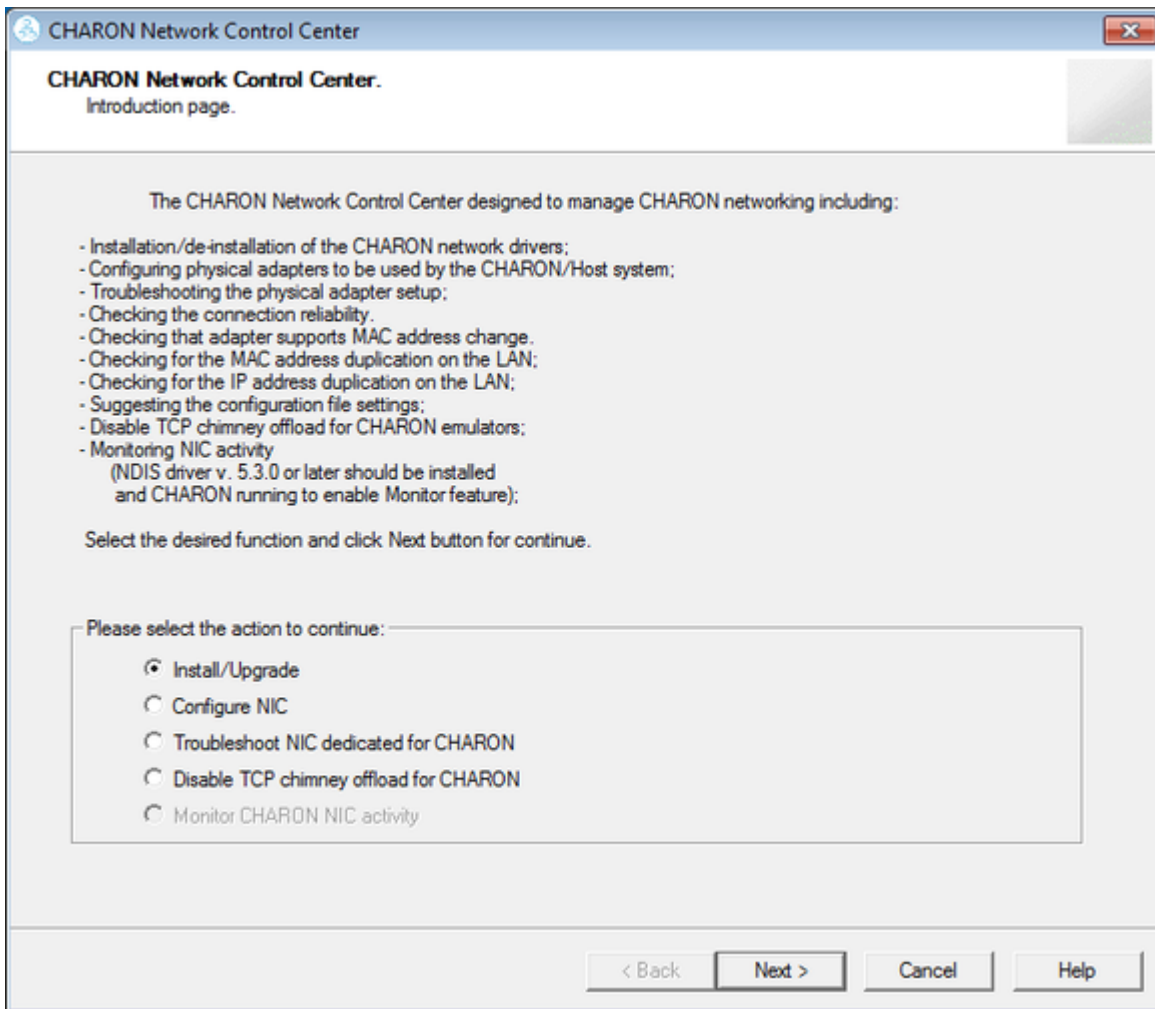 CHARON Network Control Center
CHARON Network Control Center.
Introduction page.
The CHARON Network Control Center designed to manage CHARON networking including:
- Installation/de-installation of the CHARON network drivers;
- Configuring physical adapters to be used by the CHARON/Host system;
- Troubleshooting the physical adapter setup;
- Checking the connection reliability.
- Checking that adapter supports MAC address change.
- Checking for the MAC address duplication on the LAN;
- Checking for the IP address duplication on the LAN;
- Suggesting the configuration file settings;
- Disable TCP chimney offload for CHARON emulators;
- Monitoring NIC activity
(NDIS driver v. 5.3.0 or later should be installed
and CHARON running to enable Monitor feature);
Select the desired function and click Next button for continue.
Please select the action to continue:
Install/Upgrade
Configure NIC
Troubleshoot NIC dedicated for CHARON
Disable TCP chimney offload for CHARON
Monitor CHARON NIC activity
< Back Next > Cancel Help